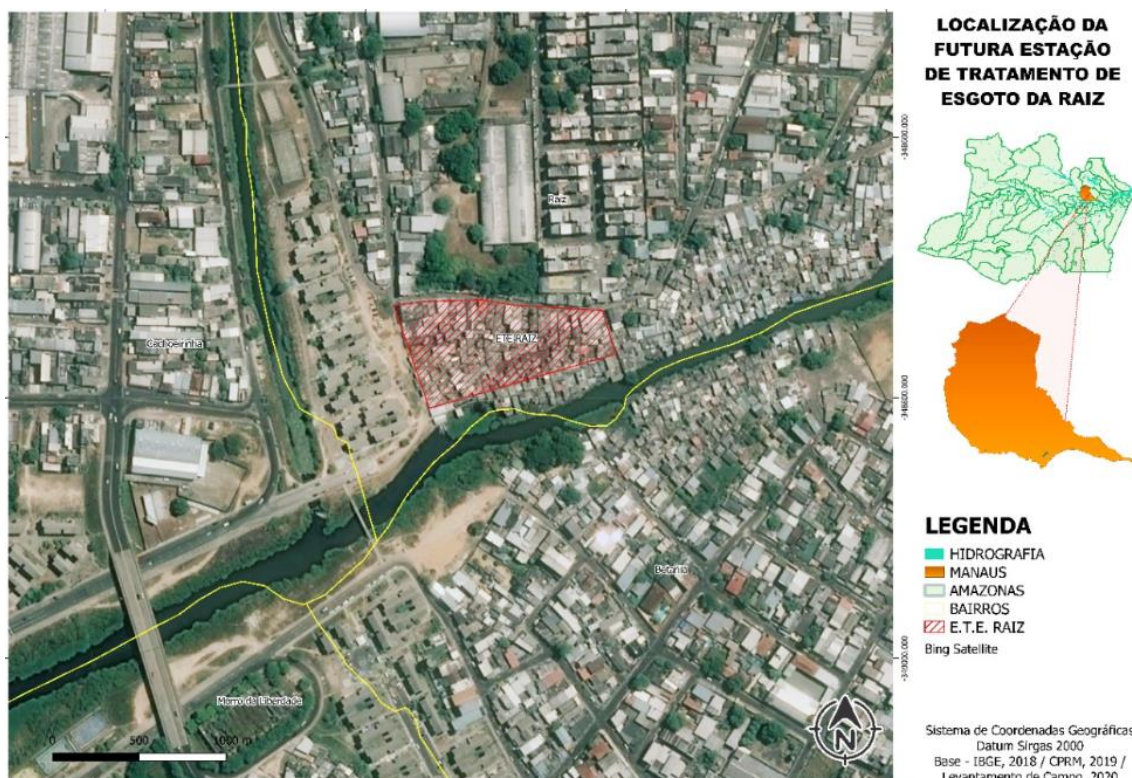 LOCALIZAÇÃO DA
FUTURA ESTAÇÃO
DE TRATAMENTO DE
ESGOTO DA RAIZ
Raiz
Cachoeirinha
ETE RAIZ
Betania
Morro da Liberdade
0 500 1000 m
N
LEGENDA
HIDROGRAFIA
MANAUS
AMAZONAS
BAIRROS
E.T.E. RAIZ
Bing Satellite
Sistema de Coordenadas Geográficas
Datum Sirgas 2000
Base - IBGE, 2018 / CPRM, 2019 /
Levantamento de Campo, 2020